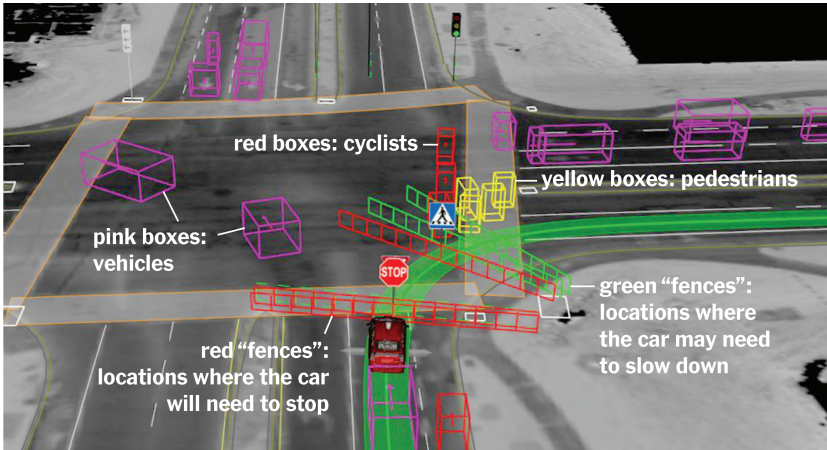 red boxes: cyclists
yellow boxes: pedestrians
pink boxes:
vehicles
STOP
green “fences”:
locations where
the car may need
to slow down
red “fences”:
locations where the car
will need to stop